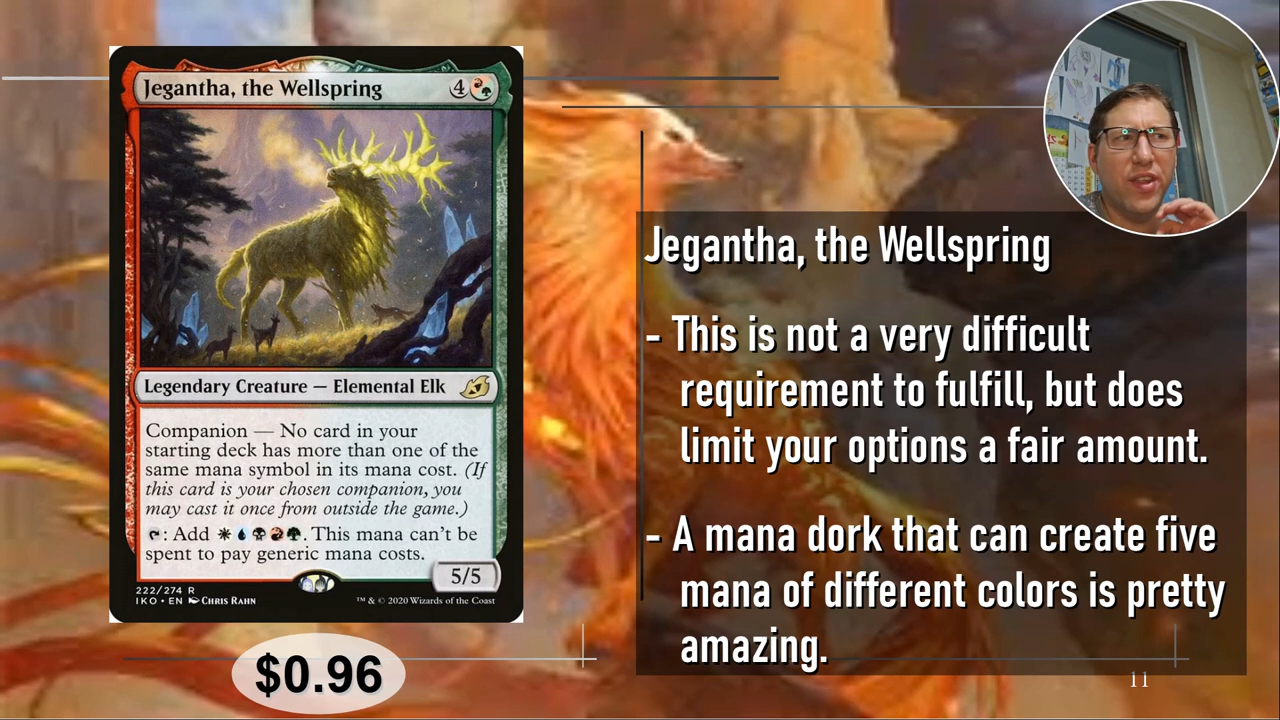 Jegantha, the Wellspring 4
Legendary Creature — Elemental Elk
Companion — No card in your
starting deck has more than one of the
same mana symbol in its mana cost. (If
this card is your chosen companion, you
may cast it once from outside the game.)
: Add . This mana can't be
spent to pay generic mana costs.
5/5
222/274 R
IKO • EN Chris Rahn
™ & © 2020 Wizards of the Coast
$0.96
Jegantha, the Wellspring
- This is not a very difficult
requirement to fulfill, but does
limit your options a fair amount.
- A mana dork that can create five
mana of different colors is pretty
amazing.
11